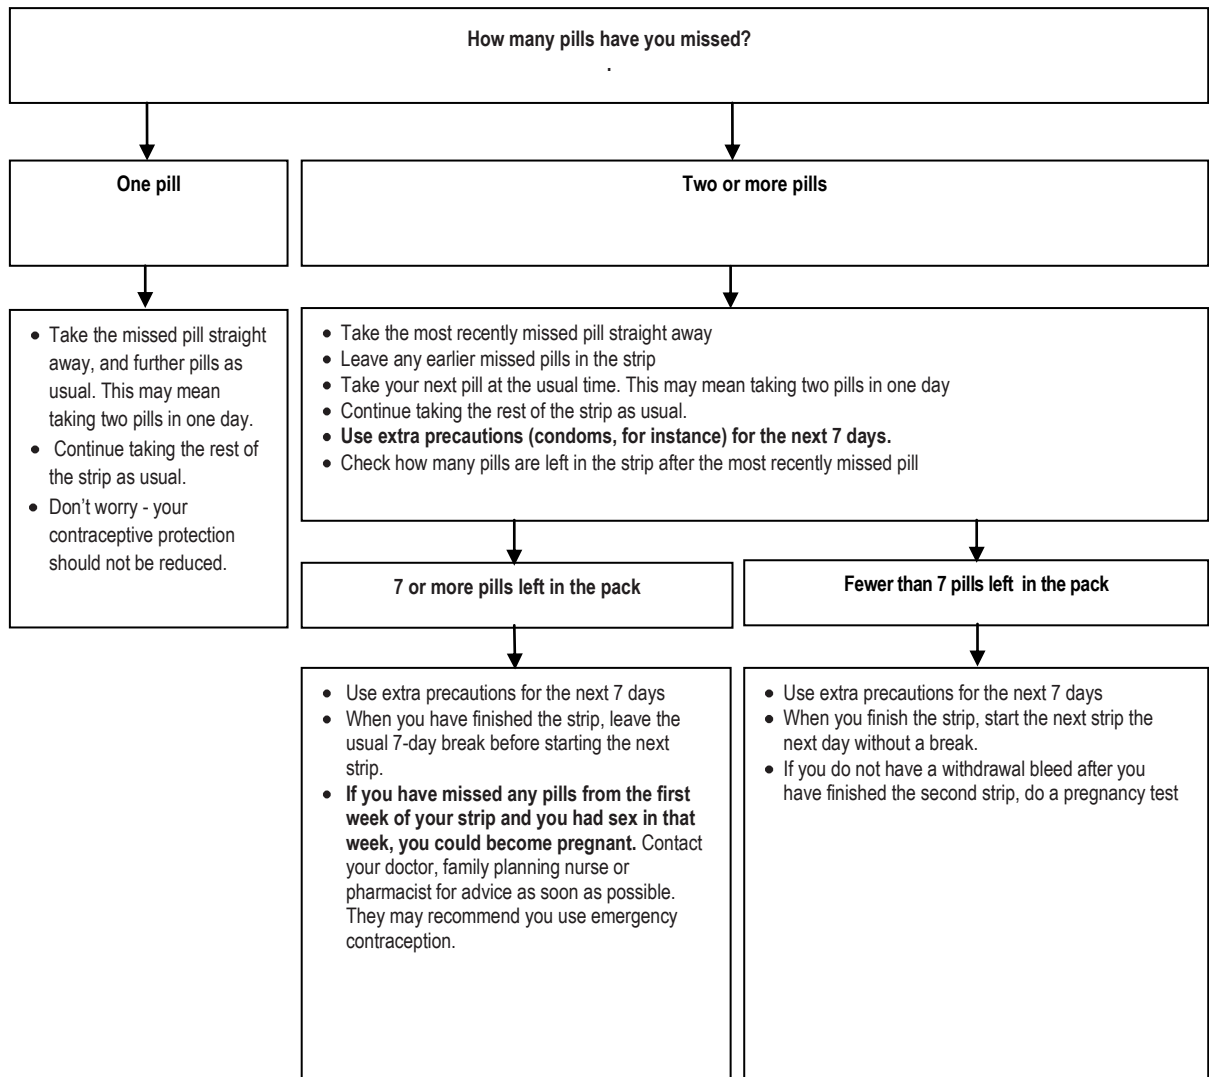 How many pills have you missed?
.
One pill
Two or more pills
• Take the missed pill straight
away, and further pills as
usual. This may mean
taking two pills in one day.
• Continue taking the rest of
the strip as usual.
• Don’t worry - your
contraceptive protection
should not be reduced.
• Take the most recently missed pill straight away
• Leave any earlier missed pills in the strip
• Take your next pill at the usual time. This may mean taking two pills in one day
• Continue taking the rest of the strip as usual.
• Use extra precautions (condoms, for instance) for the next 7 days.
• Check how many pills are left in the strip after the most recently missed pill
7 or more pills left in the pack
Fewer than 7 pills left in the pack
• Use extra precautions for the next 7 days
• When you have finished the strip, leave the
usual 7-day break before starting the next
strip.
• If you have missed any pills from the first
week of your strip and you had sex in that
week, you could become pregnant. Contact
your doctor, family planning nurse or
pharmacist for advice as soon as possible.
They may recommend you use emergency
contraception.
• Use extra precautions for the next 7 days
• When you finish the strip, start the next strip the
next day without a break.
• If you do not have a withdrawal bleed after you
have finished the second strip, do a pregnancy test